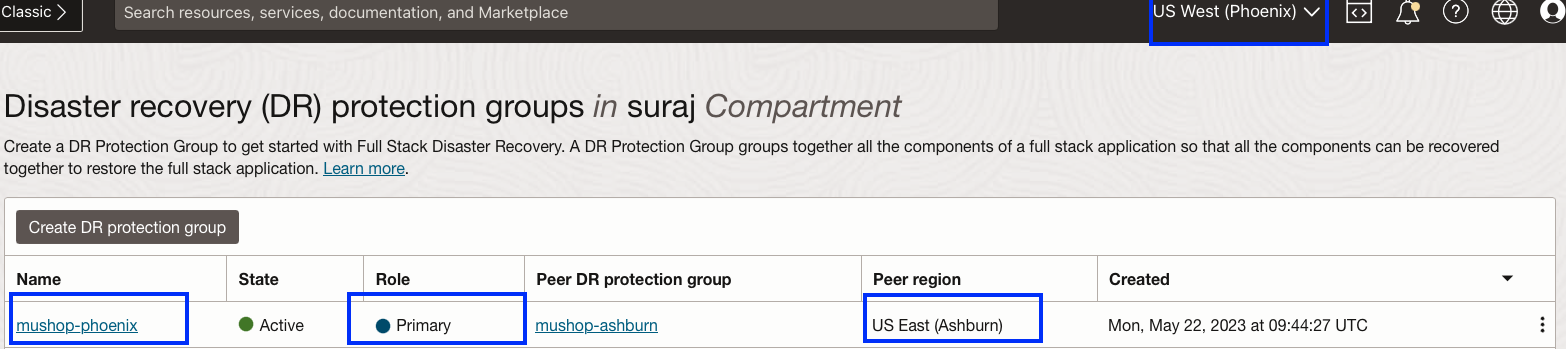 Classic
Search resources, services, documentation, and Marketplace
US West (Phoenix)
Disaster recovery (DR) protection groups in suraj Compartment
Create a DR Protection Group to get started with Full Stack Disaster Recovery. A DR Protection Group groups together all the components of a full stack application so that all the components can be recovered
together to restore the full stack application. Learn more.
Create DR protection group
Name State Role Peer DR protection group Peer region Created
mushop-phoenix Active Primary mushop-ashburn US East (Ashburn) Mon, May 22, 2023 at 09:44:27 UTC